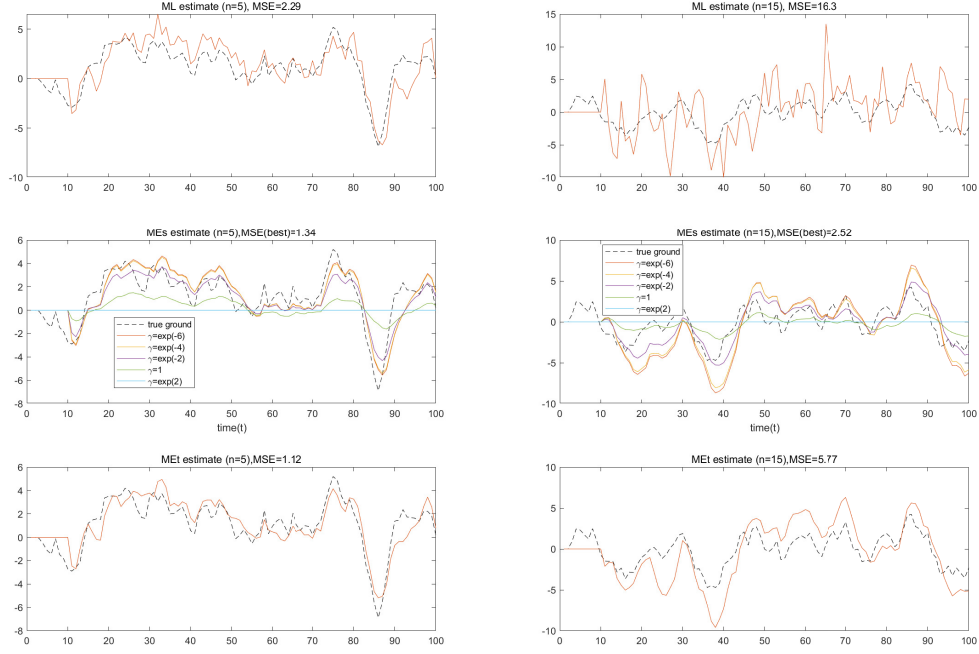 ML estimate (n=5), MSE=2.29
5
0
-5
-10
0 10 20 30 40 50 60 70 80 90 100
ML estimate (n=15), MSE=16.3
15
10
5
0
-5
-10
0 10 20 30 40 50 60 70 80 90 100
MEs estimate (n=5),MSE(best)=1.34
6
4
2
0
-2
-4
-6
-8
true ground
γ=exp(-6)
γ=exp(-4)
γ=exp(-2)
γ=1
γ=exp(2)
0 10 20 30 40 50 60 70 80 90 100
time(t)
MEs estimate (n=15),MSE(best)=2.52
10
5
0
-5
-10
true ground
γ=exp(-6)
γ=exp(-4)
γ=exp(-2)
γ=1
γ=exp(2)
0 10 20 30 40 50 60 70 80 90 100
time(t)
MEt estimate (n=5),MSE=1.12
6
4
2
0
-2
-4
-6
-8
0 10 20 30 40 50 60 70 80 90 100
MEt estimate (n=15),MSE=5.77
10
5
0
-5
-10
0 10 20 30 40 50 60 70 80 90 100